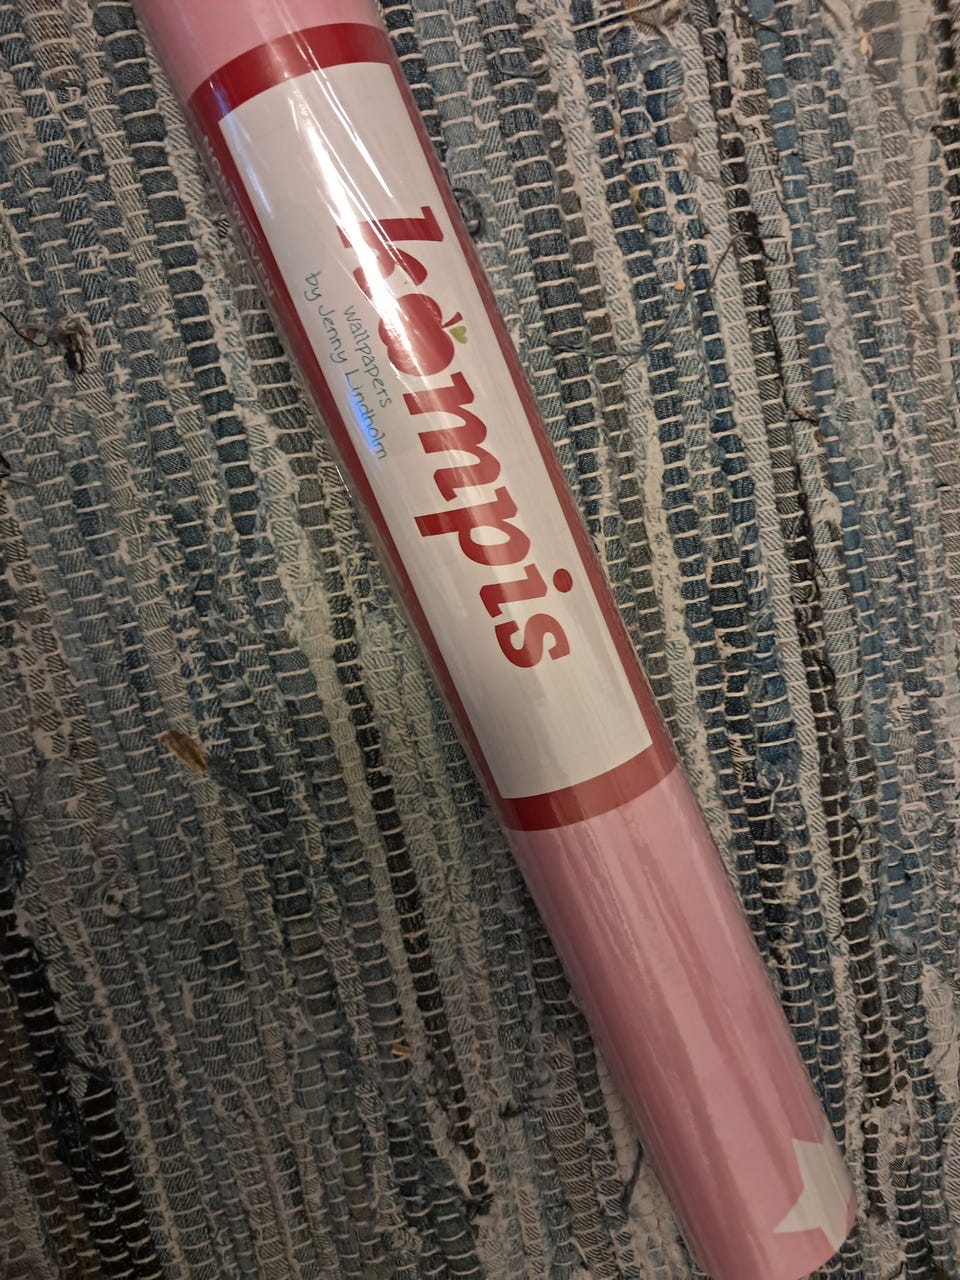 kompis
Wallpapers
by Jenny Lindholm